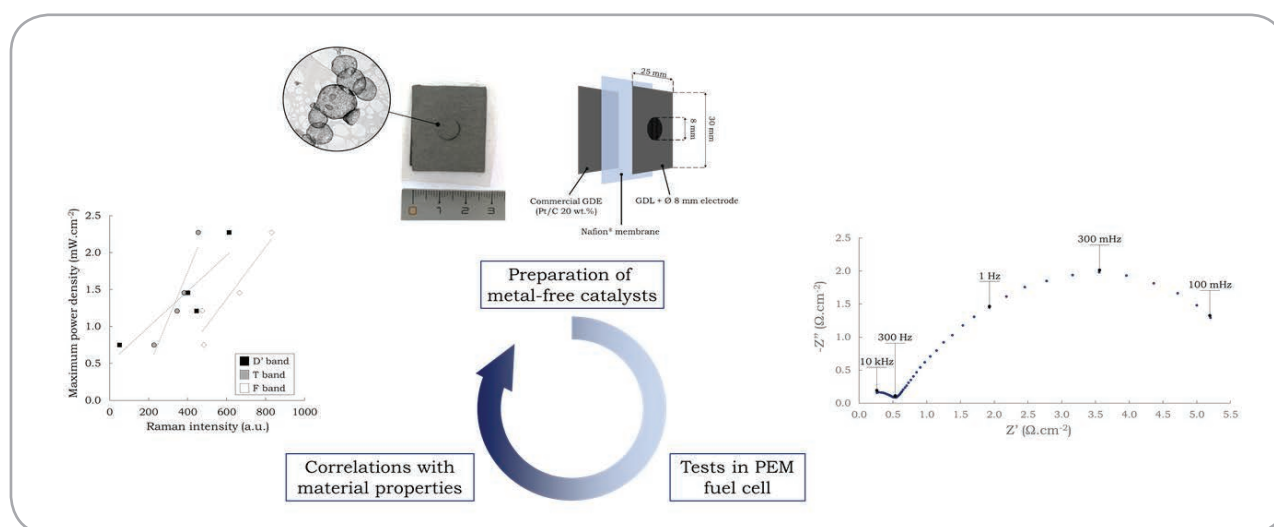 25 mm
8 mm
30 mm
Commercial GDE
(Pt/C 20 wt.%)
GDL + Ø 8 mm electrode
Nafion® membrane
0 1 2 3
Maximum power density (mW.cm⁻²)
2.5
2.0
1.5
1.0
0.5
0.0
D' band
T band
F band
0 200 400 600 800 1000
Raman intensity (a.u.)
Preparation of
metal-free catalysts
Correlations with
material properties
Tests in PEM
fuel cell
-Z'' (Ω.cm⁻²)
2.5
2.0
1.5
1.0
0.5
0.0
10 kHz
300 Hz
1 Hz
300 mHz
100 mHz
0.0 0.5 1.0 1.5 2.0 2.5 3.0 3.5 4.0 4.5 5.0 5.5
Z' (Ω.cm⁻²)